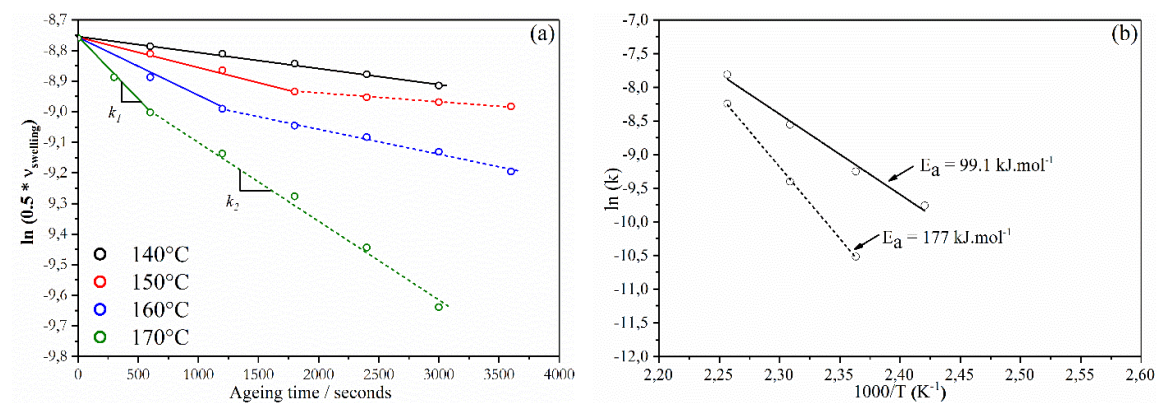 (a)
ln (0.5 * νswelling)
-8,7
-8,8
-8,9
-9,0
-9,1
-9,2
-9,3
-9,4
-9,5
-9,6
-9,7
-9,8
k1
k2
140°C
150°C
160°C
170°C
0 500 1000 1500 2000 2500 3000 3500 4000
Ageing time / seconds
(b)
ln (k)
-7,0
-7,5
-8,0
-8,5
-9,0
-9,5
-10,0
-10,5
-11,0
-11,5
-12,0
Ea = 99.1 kJ.mol-1
Ea = 177 kJ.mol-1
2,20 2,25 2,30 2,35 2,40 2,45 2,50 2,55
1000/T (K-1)